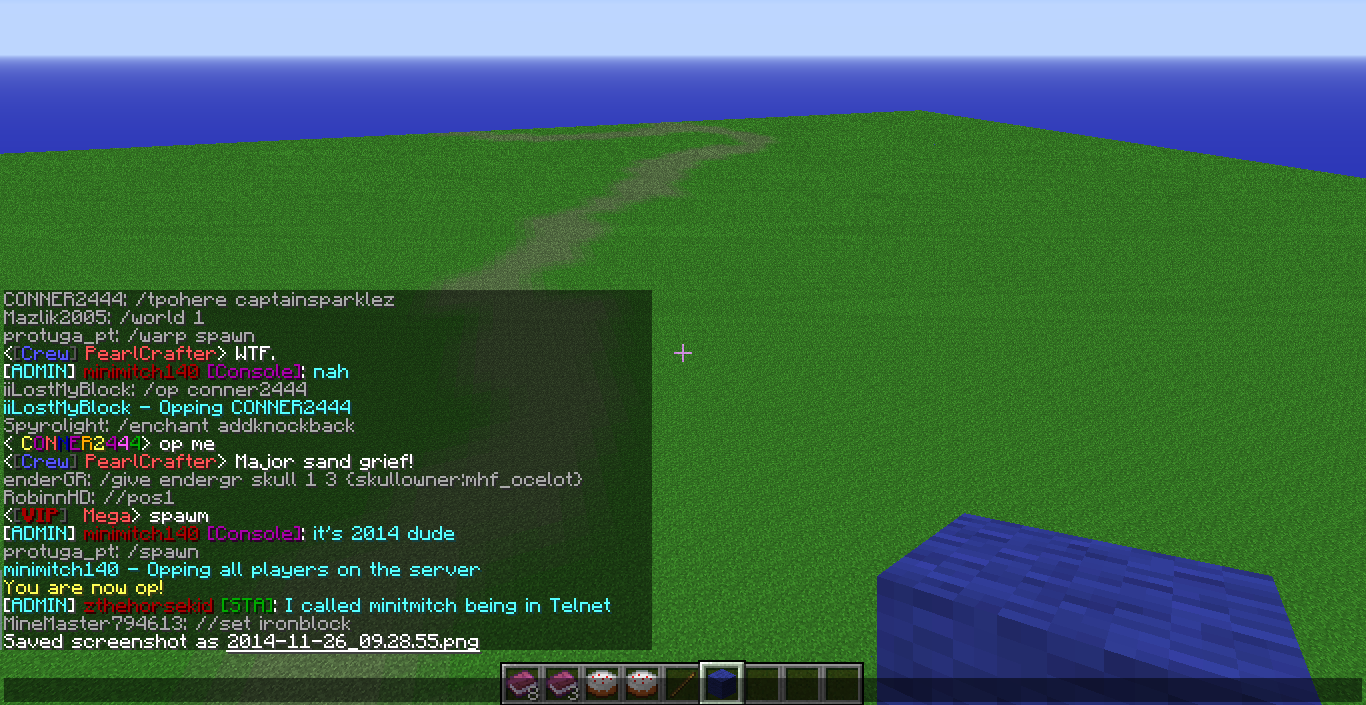 CONNER2444: /tpohere captainsparklez
Mazlik2005: /world 1
protuga_pt: /warp spawn
<[Crew] PearlCrafter> WTF.
[ADMIN] minimitch140 [Console]: nah
iiLostMyBlock: /op conner2444
iiLostMyBlock - Opping CONNER2444
Spyrolight: /enchant addknockback
< CONNER2444> op me
<[Crew] PearlCrafter> Major sand grief!
enderGR: /give endergr skull 1 3 {skullowner:mhf_ocelot}
RobinnHD: //pos1
<[VIP] Mega> spawm
[ADMIN] minimitch140 [Console]: it's 2014 dude
protuga_pt: /spawn
minimitch140 - Opping all players on the server
You are now op!
[ADMIN] zthehorsekid [STA]: I called minitmitch being in Telnet
MineMaster794613: //set ironblock
Saved screenshot as 2014-11-26_09.28.55.png
8 3